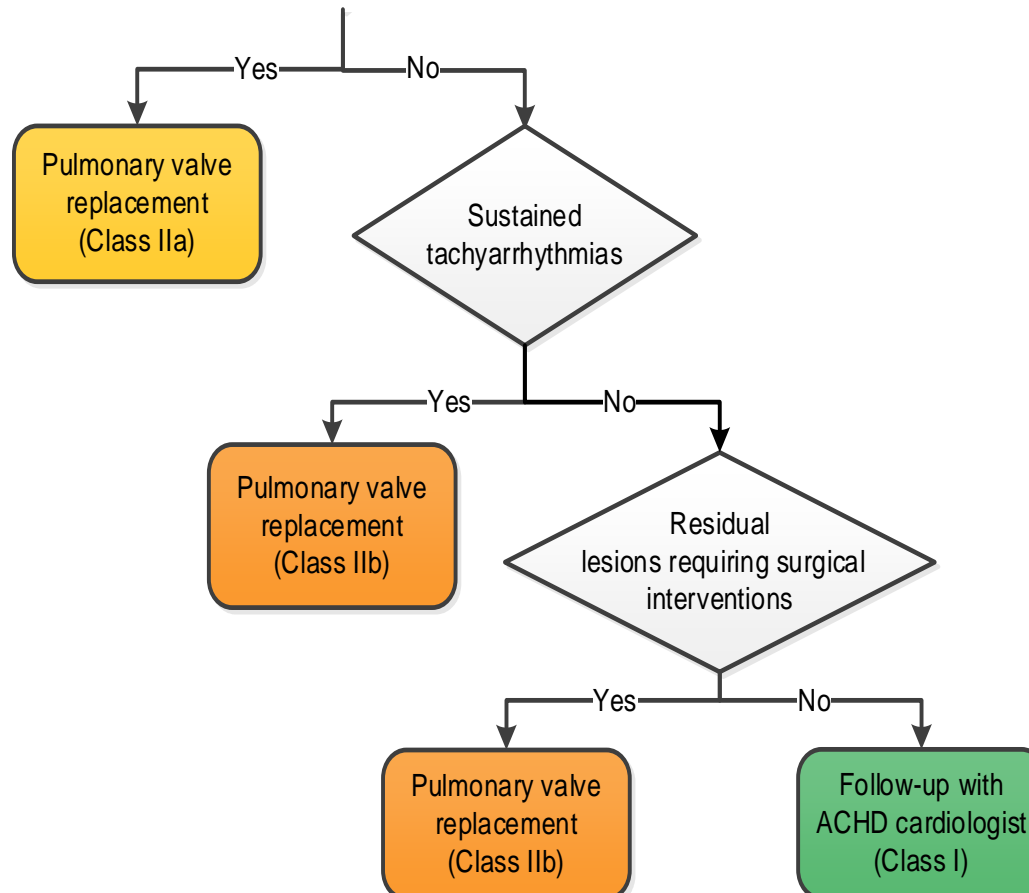 Yes
No
Pulmonary valve
replacement
(Class IIa)
Sustained
tachyarrhythmias
Yes
No
Pulmonary valve
replacement
(Class IIb)
Residual
lesions requiring surgical
interventions
Yes
No
Pulmonary valve
replacement
(Class IIb)
Follow-up with
ACHD cardiologist
(Class I)